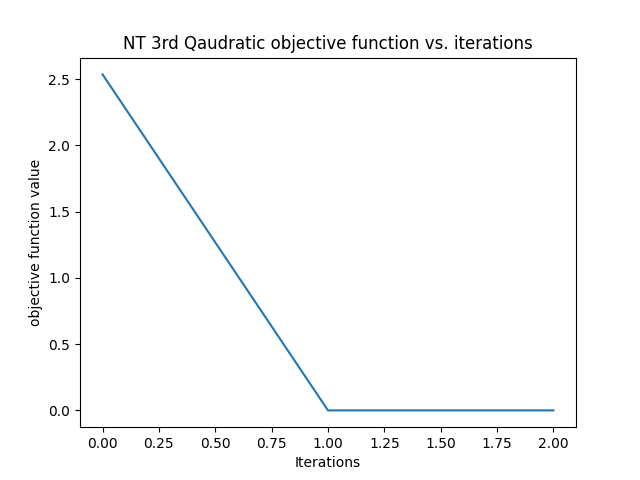 NT 3rd Qaudratic objective function vs. iterations
objective function value
2.5
2.0
1.5
1.0
0.5
0.0
0.00 0.25 0.50 0.75 1.00 1.25 1.50 1.75 2.00
Iterations